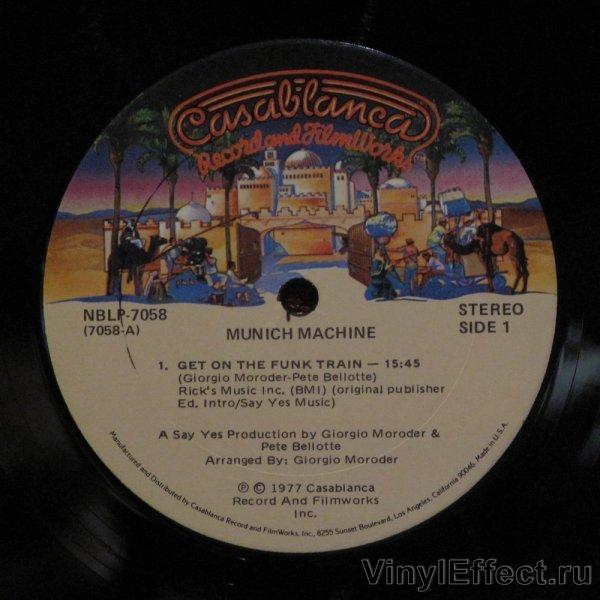 Casablanca
Record and FilmWorks
NBLP-7058
(7058-A)
STEREO
SIDE 1
MUNICH MACHINE
1. GET ON THE FUNK TRAIN — 15:45
(Giorgio Moroder-Pete Bellotte)
Rick's Music Inc. (BMI) (original publisher
Ed. Intro/Say Yes Music)
A Say Yes Production by Giorgio Moroder &
Pete Bellotte
Arranged By: Giorgio Moroder
℗ © 1977 Casablanca
Record And Filmworks
Inc.
Manufactured and Distributed by Casablanca Record and FilmWorks, Inc., 8255 Sunset Boulevard, Los Angeles, California 90046, Made in U.S.A.
VinylEffect.ru